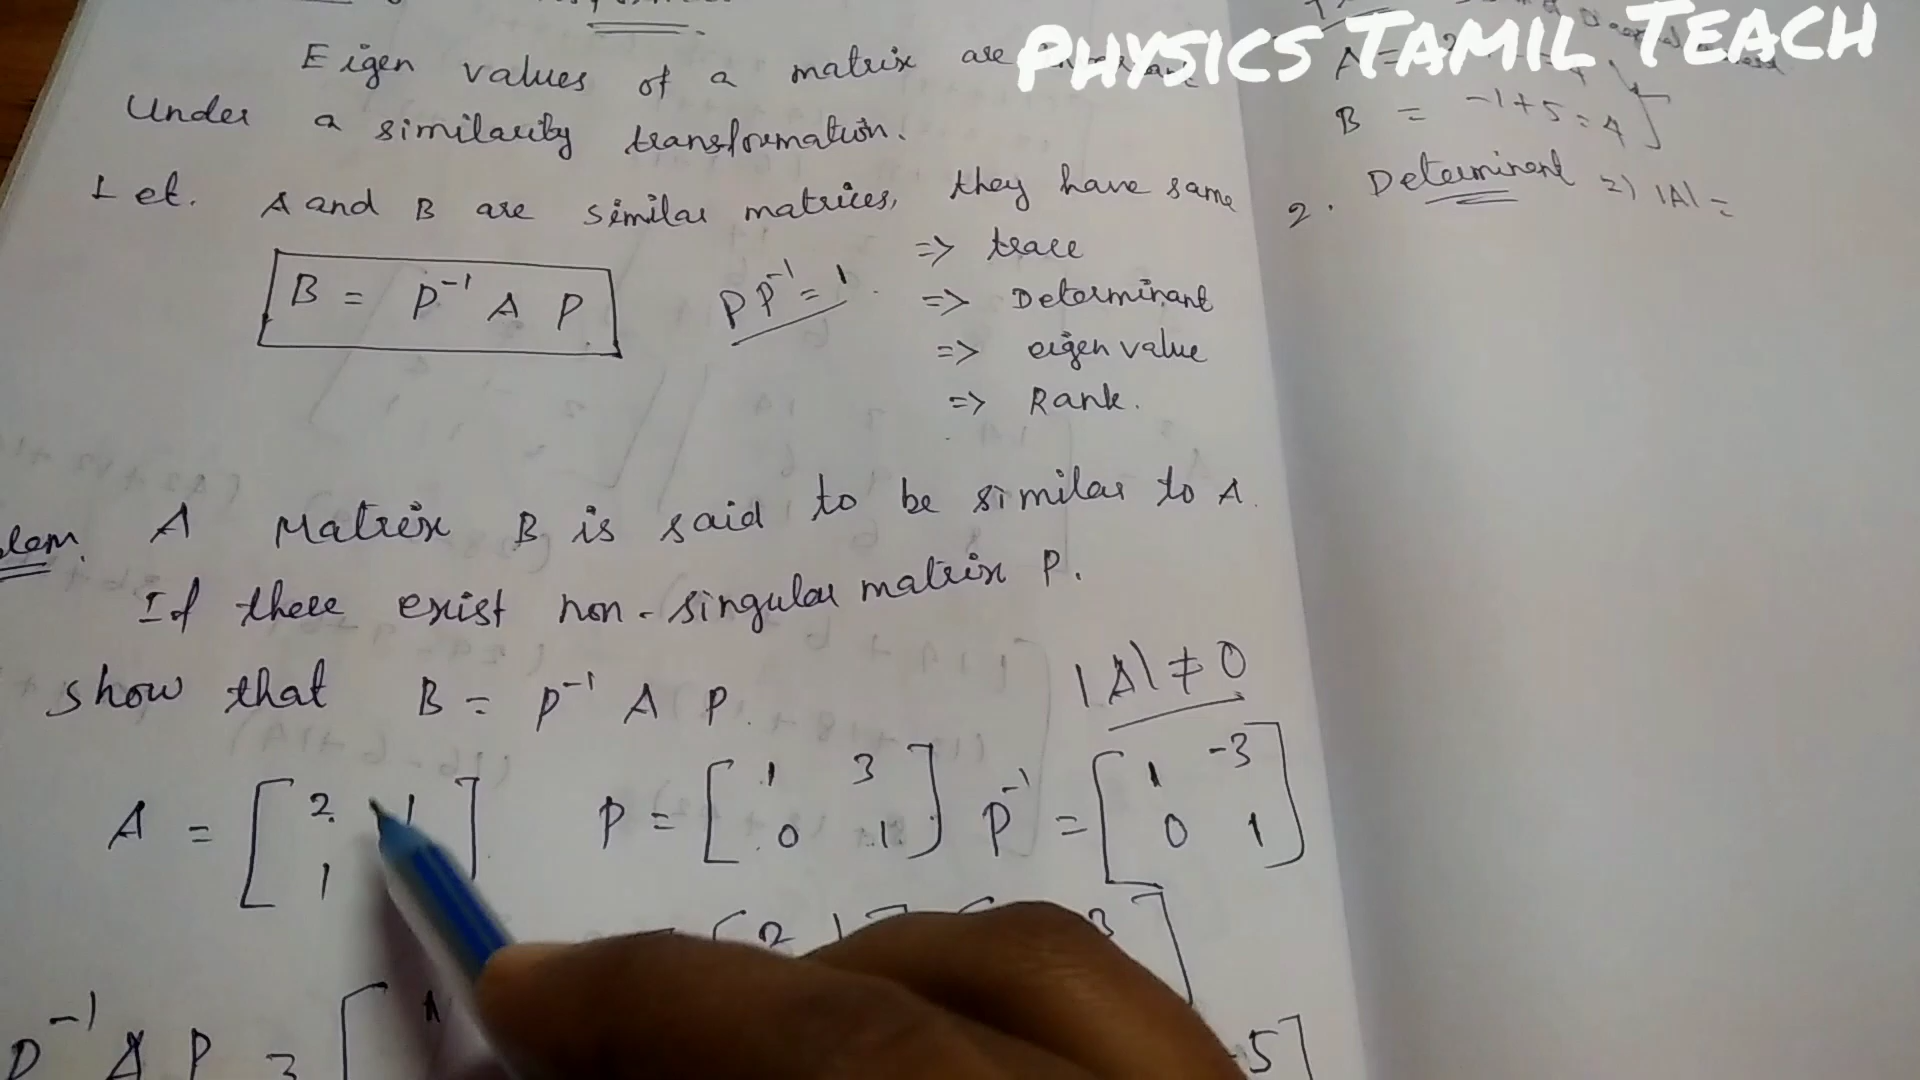 PHYSICS TAMIL TEACH
Eigen values of a matrix are
under a similarity transformation.
Let. A and B are similar matrices, they have same
=> trace
B = P⁻¹ A P
P P⁻¹ = 1
=> Determinant
=> eigen value
=> Rank.
A Matrix B is said to be similar to A.
If there exist non-singular matrix P.
show that B = P⁻¹ A P.
|A| ≠ 0
A = [ 2 1
1
P = [ 1 3
0 1 ]
P⁻¹ = [ 1 -3
0 1 ]
2 1
P⁻¹ A P =
5 ]
A =
B = -1+5 = 4
2. Determinant => |A| =